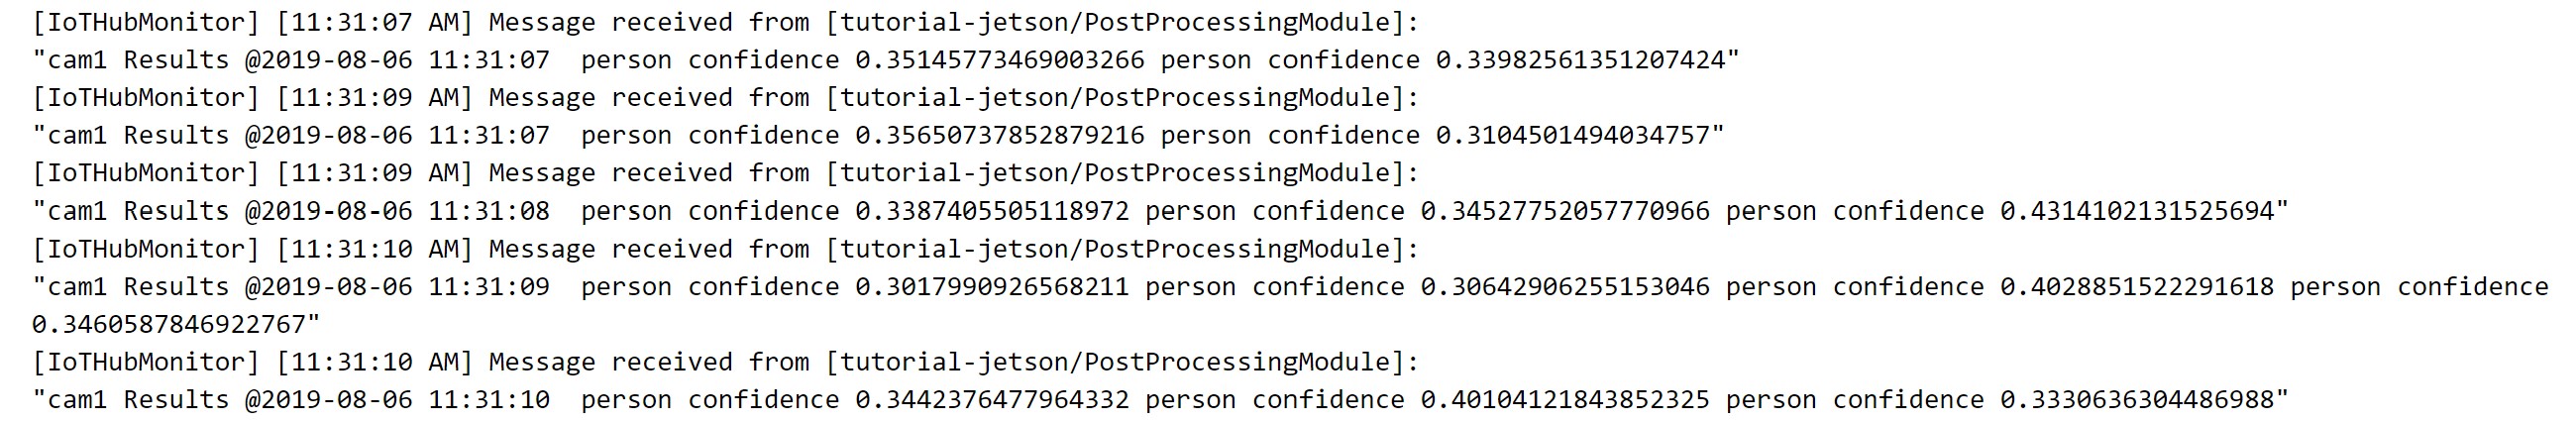 [IoTHubMonitor] [11:31:07 AM] Message received from [tutorial-jetson/PostProcessingModule]:
"cam1 Results @2019-08-06 11:31:07  person confidence 0.35145773469003266 person confidence 0.33982561351207424"
[IoTHubMonitor] [11:31:09 AM] Message received from [tutorial-jetson/PostProcessingModule]:
"cam1 Results @2019-08-06 11:31:07  person confidence 0.35650737852879216 person confidence 0.3104501494034757"
[IoTHubMonitor] [11:31:09 AM] Message received from [tutorial-jetson/PostProcessingModule]:
"cam1 Results @2019-08-06 11:31:08  person confidence 0.3387405505118972 person confidence 0.34527752057770966 person confidence 0.4314102131525694"
[IoTHubMonitor] [11:31:10 AM] Message received from [tutorial-jetson/PostProcessingModule]:
"cam1 Results @2019-08-06 11:31:09  person confidence 0.3017990926568211 person confidence 0.30642906255153046 person confidence 0.4028851522291618 person confidence
0.3460587846922767"
[IoTHubMonitor] [11:31:10 AM] Message received from [tutorial-jetson/PostProcessingModule]:
"cam1 Results @2019-08-06 11:31:10  person confidence 0.3442376477964332 person confidence 0.40104121843852325 person confidence 0.3330636304486988"